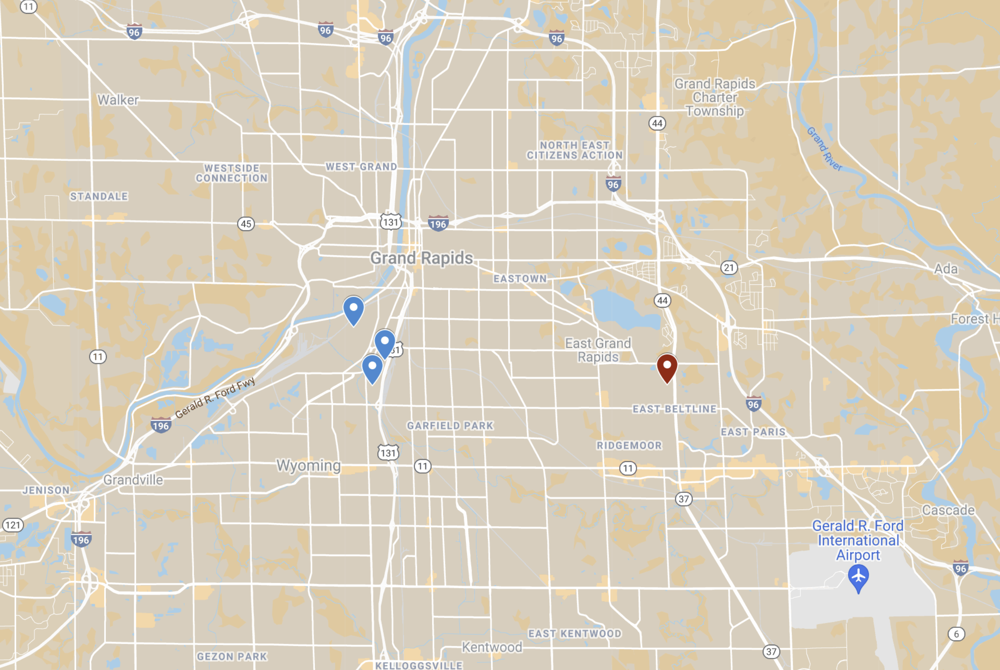 11
96
96
96
96
Grand Rapids
Charter
Township
Walker
44
Grand River
NORTH EAST
CITIZENS ACTION
WESTSIDE
CONNECTION
WEST GRAND
96
STANDALE
45
131
196
Grand Rapids
21
Ada
EASTOWN
44
Forest H
11
31
East Grand
Rapids
Gerald R. Ford Fwy
196
EAST BELTLINE
96
GARFIELD PARK
EAST PARIS
RIDGEMOOR
131
Wyoming
11
11
Grandville
JENISON
37
Cascade
121
196
Gerald R. Ford
International
Airport
96
EAST KENTWOOD
6
Kentwood
37
GEZON PARK
KELLOGGSVILLE